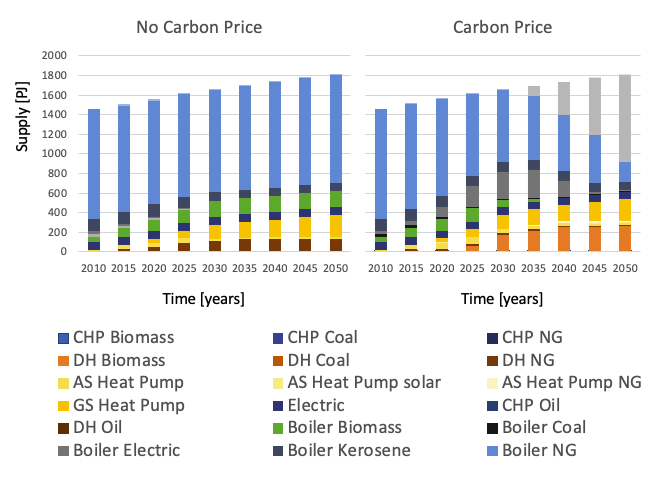 No Carbon Price Carbon Price
2000
1800
1600
1400
1200
1000
800
600
400
200
0
Supply [PJ]
2010 2015 2020 2025 2030 2035 2040 2045 2050 2010 2015 2020 2025 2030 2035 2040 2045 2050
Time [years] Time [years]
CHP Biomass CHP Coal CHP NG
DH Biomass DH Coal DH NG
AS Heat Pump AS Heat Pump solar AS Heat Pump NG
GS Heat Pump Electric CHP Oil
DH Oil Boiler Biomass Boiler Coal
Boiler Electric Boiler Kerosene Boiler NG